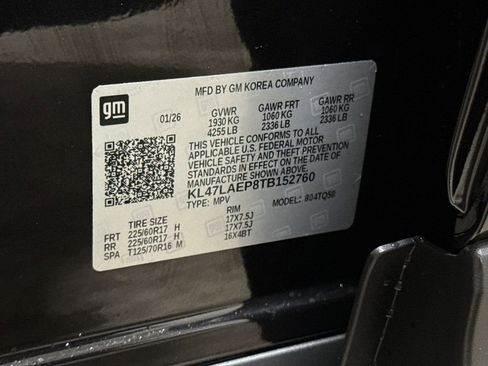 gm
MFD BY GM KOREA COMPANY
01/26 GVWR GAWR FRT GAWR RR
1930 KG 1060 KG 1060 KG
4255 LB 2336 LB 2336 LB
THIS VEHICLE CONFORMS TO ALL
APPLICABLE U.S. FEDERAL MOTOR
VEHICLE SAFETY AND THEFT PREVENTION
STANDARDS IN EFFECT ON THE DATE OF
MANUFACTURE SHOWN ABOVE.
KL47LAEP8TB152760
TYPE: MPV MODEL: 804TQ58
TIRE SIZE RIM
FRT 225/60R17 H 17X7.5J
RR 225/60R17 H 17X7.5J
SPA T125/70R16 M 16X4BT